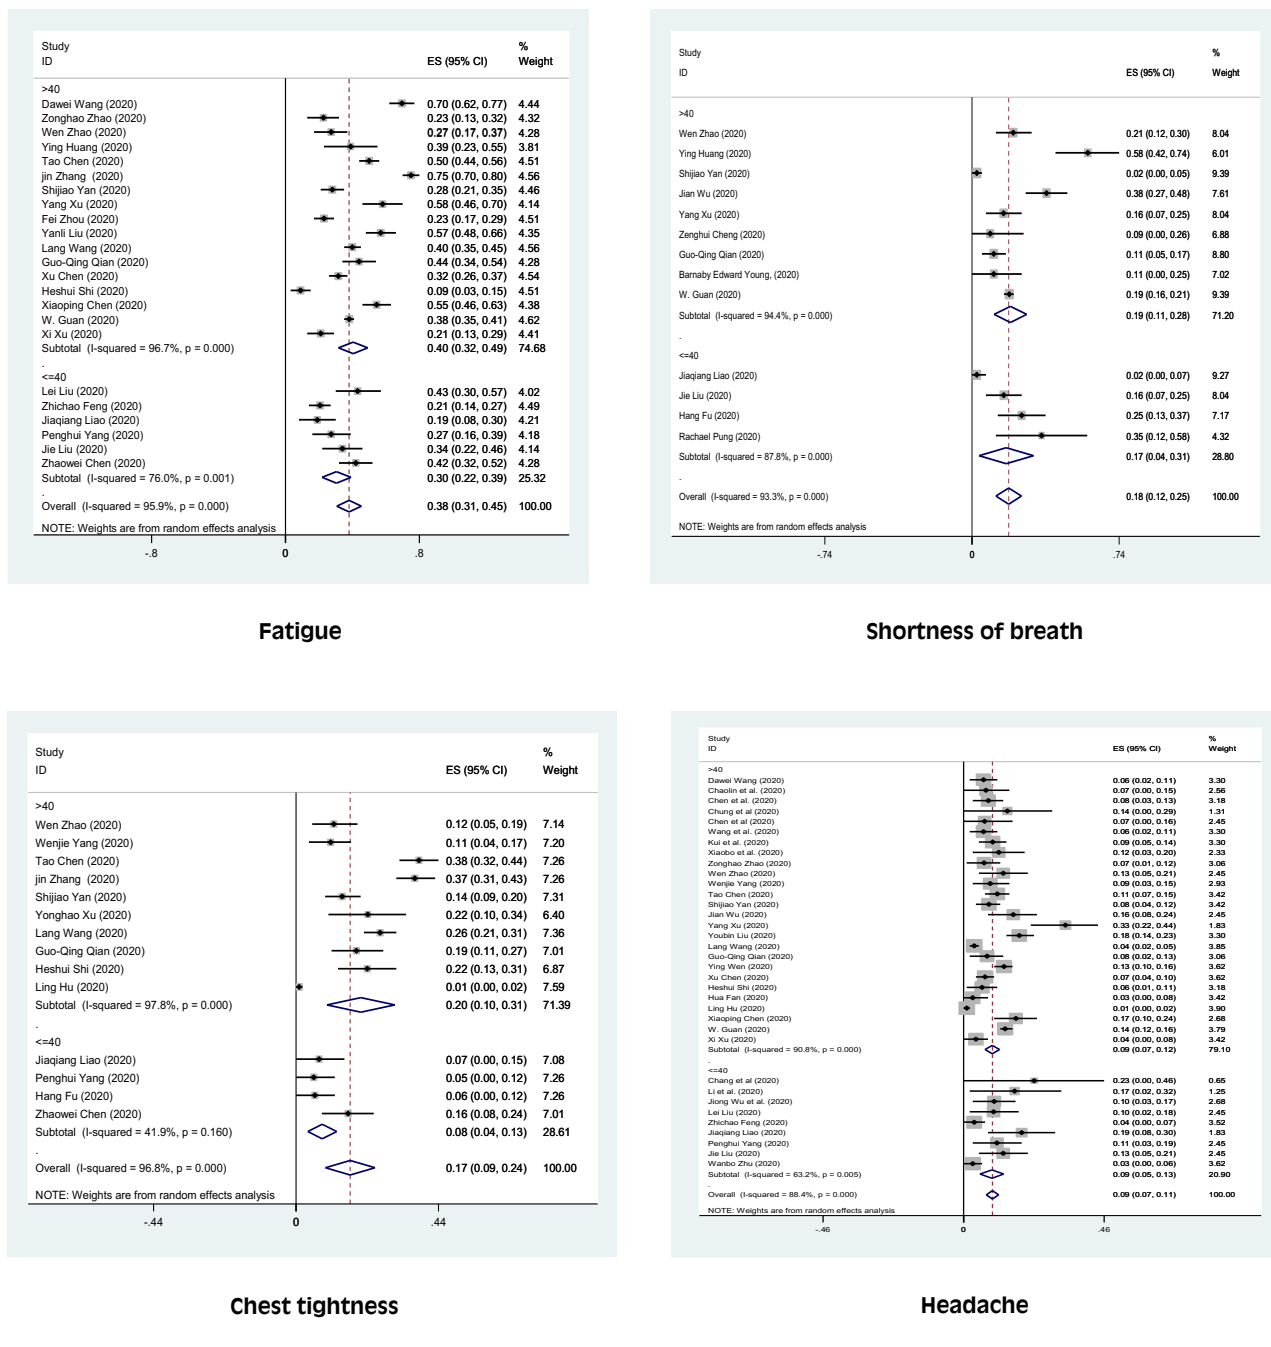 Study %
ID ES (95% CI) Weight
>40
Dawei Wang (2020) 0.70 (0.62, 0.77) 4.44
Zonghao Zhao (2020) 0.23 (0.13, 0.32) 4.32
Wen Zhao (2020) 0.27 (0.17, 0.37) 4.28
Ying Huang (2020) 0.39 (0.23, 0.55) 3.81
Tao Chen (2020) 0.50 (0.44, 0.56) 4.51
jin Zhang (2020) 0.75 (0.70, 0.80) 4.56
Shijiao Yan (2020) 0.28 (0.21, 0.35) 4.46
Yang Xu (2020) 0.58 (0.46, 0.70) 4.14
Fei Zhou (2020) 0.23 (0.17, 0.29) 4.51
Yanli Liu (2020) 0.57 (0.48, 0.66) 4.35
Lang Wang (2020) 0.40 (0.35, 0.45) 4.56
Guo-Qing Qian (2020) 0.44 (0.34, 0.54) 4.28
Xu Chen (2020) 0.32 (0.26, 0.37) 4.54
Heshui Shi (2020) 0.09 (0.03, 0.15) 4.51
Xiaoping Chen (2020) 0.55 (0.46, 0.63) 4.38
W. Guan (2020) 0.38 (0.35, 0.41) 4.62
Xi Xu (2020) 0.21 (0.13, 0.29) 4.41
Subtotal (I-squared = 96.7%, p = 0.000) 0.40 (0.32, 0.49) 74.68
.
<=40
Lei Liu (2020) 0.43 (0.30, 0.57) 4.02
Zhichao Feng (2020) 0.21 (0.14, 0.27) 4.49
Jiaqiang Liao (2020) 0.19 (0.08, 0.30) 4.21
Penghui Yang (2020) 0.27 (0.16, 0.39) 4.18
Jie Liu (2020) 0.34 (0.22, 0.46) 4.14
Zhaowei Chen (2020) 0.42 (0.32, 0.52) 4.28
Subtotal (I-squared = 76.0%, p = 0.001) 0.30 (0.22, 0.39) 25.32
.
Overall (I-squared = 95.9%, p = 0.000) 0.38 (0.31, 0.45) 100.00
NOTE: Weights are from random effects analysis
-.8 0 .8
Fatigue
Study %
ID ES (95% CI) Weight
>40
Wen Zhao (2020) 0.21 (0.12, 0.30) 8.04
Ying Huang (2020) 0.58 (0.42, 0.74) 6.01
Shijiao Yan (2020) 0.02 (0.00, 0.05) 9.39
Jian Wu (2020) 0.38 (0.27, 0.48) 7.61
Yang Xu (2020) 0.16 (0.07, 0.25) 8.04
Zenghui Cheng (2020) 0.09 (0.00, 0.26) 6.88
Guo-Qing Qian (2020) 0.11 (0.05, 0.17) 8.80
Barnaby Edward Young, (2020) 0.11 (0.00, 0.25) 7.02
W. Guan (2020) 0.19 (0.16, 0.21) 9.39
Subtotal (I-squared = 94.4%, p = 0.000) 0.19 (0.11, 0.28) 71.20
.
<=40
Jiaqiang Liao (2020) 0.02 (0.00, 0.07) 9.27
Jie Liu (2020) 0.16 (0.07, 0.25) 8.04
Hang Fu (2020) 0.25 (0.13, 0.37) 7.17
Rachael Pung (2020) 0.35 (0.12, 0.58) 4.32
Subtotal (I-squared = 87.8%, p = 0.000) 0.17 (0.04, 0.31) 28.80
.
Overall (I-squared = 93.3%, p = 0.000) 0.18 (0.12, 0.25) 100.00
NOTE: Weights are from random effects analysis
-.74 0 .74
Shortness of breath
Study %
ID ES (95% CI) Weight
>40
Wen Zhao (2020) 0.12 (0.05, 0.19) 7.14
Wenjie Yang (2020) 0.11 (0.04, 0.17) 7.20
Tao Chen (2020) 0.38 (0.32, 0.44) 7.26
jin Zhang (2020) 0.37 (0.31, 0.43) 7.26
Shijiao Yan (2020) 0.14 (0.09, 0.20) 7.31
Yonghao Xu (2020) 0.22 (0.10, 0.34) 6.40
Lang Wang (2020) 0.26 (0.21, 0.31) 7.36
Guo-Qing Qian (2020) 0.19 (0.11, 0.27) 7.01
Heshui Shi (2020) 0.22 (0.13, 0.31) 6.87
Ling Hu (2020) 0.01 (0.00, 0.02) 7.59
Subtotal (I-squared = 97.8%, p = 0.000) 0.20 (0.10, 0.31) 71.39
.
<=40
Jiaqiang Liao (2020) 0.07 (0.00, 0.15) 7.08
Penghui Yang (2020) 0.05 (0.00, 0.12) 7.26
Hang Fu (2020) 0.06 (0.00, 0.12) 7.26
Zhaowei Chen (2020) 0.16 (0.08, 0.24) 7.01
Subtotal (I-squared = 41.9%, p = 0.160) 0.08 (0.04, 0.13) 28.61
.
Overall (I-squared = 96.8%, p = 0.000) 0.17 (0.09, 0.24) 100.00
NOTE: Weights are from random effects analysis
-.44 0 .44
Chest tightness
Study %
ID ES (95% CI) Weight
>40
Dawei Wang (2020) 0.06 (0.02, 0.11) 3.30
Chaolin et al. (2020) 0.07 (0.00, 0.15) 2.56
Chen et al. (2020) 0.08 (0.03, 0.13) 3.18
Chung et al (2020) 0.14 (0.00, 0.29) 1.31
Chen et al (2020) 0.07 (0.00, 0.16) 2.45
Wang et al. (2020) 0.06 (0.02, 0.11) 3.30
Kui et al. (2020) 0.09 (0.05, 0.14) 3.30
Xiaobo et al. (2020) 0.12 (0.03, 0.20) 2.33
Zonghao Zhao (2020) 0.07 (0.01, 0.12) 3.06
Wen Zhao (2020) 0.13 (0.05, 0.21) 2.45
Wenjie Yang (2020) 0.09 (0.03, 0.15) 2.93
Tao Chen (2020) 0.11 (0.07, 0.15) 3.42
Shijiao Yan (2020) 0.08 (0.04, 0.12) 3.42
Jian Wu (2020) 0.16 (0.08, 0.24) 2.45
Yang Xu (2020) 0.33 (0.22, 0.44) 1.83
Youbin Liu (2020) 0.18 (0.14, 0.23) 3.30
Lang Wang (2020) 0.04 (0.02, 0.05) 3.85
Guo-Qing Qian (2020) 0.08 (0.02, 0.13) 3.06
Ying Wen (2020) 0.13 (0.10, 0.16) 3.62
Xu Chen (2020) 0.07 (0.04, 0.10) 3.62
Heshui Shi (2020) 0.06 (0.01, 0.11) 3.18
Hua Fan (2020) 0.03 (0.00, 0.08) 3.42
Ling Hu (2020) 0.01 (0.00, 0.02) 3.90
Xiaoping Chen (2020) 0.17 (0.10, 0.24) 2.68
W. Guan (2020) 0.14 (0.12, 0.16) 3.79
Xi Xu (2020) 0.04 (0.00, 0.08) 3.42
Subtotal (I-squared = 90.8%, p = 0.000) 0.09 (0.07, 0.12) 79.10
.
<=40
Chang et al (2020) 0.23 (0.00, 0.46) 0.65
Li et al. (2020) 0.17 (0.02, 0.32) 1.25
Jiong Wu et al. (2020) 0.10 (0.03, 0.17) 2.68
Lei Liu (2020) 0.10 (0.02, 0.18) 2.45
Zhichao Feng (2020) 0.04 (0.00, 0.07) 3.52
Jiaqiang Liao (2020) 0.19 (0.08, 0.30) 1.83
Penghui Yang (2020) 0.11 (0.03, 0.19) 2.45
Jie Liu (2020) 0.13 (0.05, 0.21) 2.45
Wanbo Zhu (2020) 0.03 (0.00, 0.06) 3.62
Subtotal (I-squared = 63.2%, p = 0.005) 0.09 (0.05, 0.13) 20.90
.
Overall (I-squared = 88.4%, p = 0.000) 0.09 (0.07, 0.11) 100.00
NOTE: Weights are from random effects analysis
-.46 0 .46
Headache